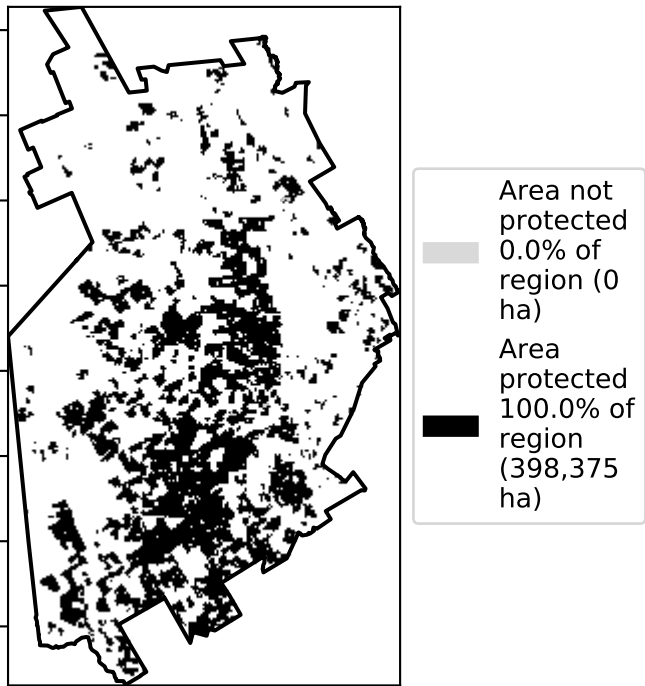 Area not
protected
0.0% of
region (0
ha)
Area
protected
100.0% of
region
(398,375
ha)